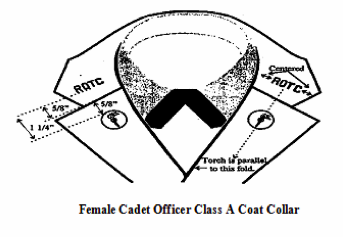 Centered
ROTC
ROTC
5/8"
5/8"
1 1/4"
Torch is parallel
to this fold.
Female Cadet Officer Class A Coat Collar